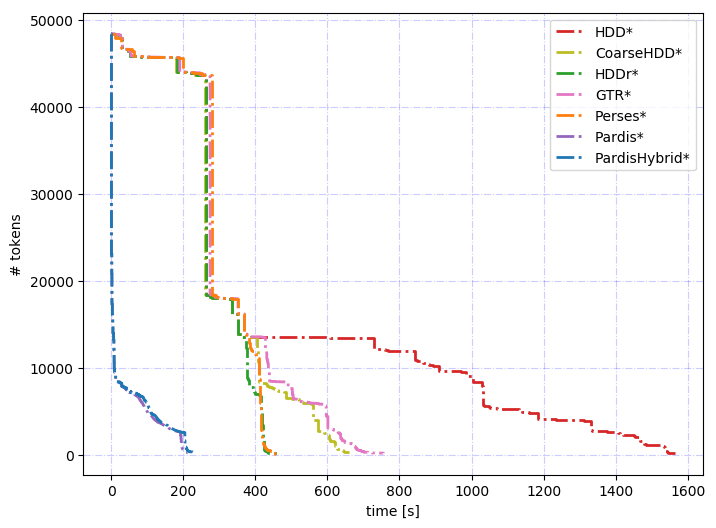 50000
40000
30000
20000
10000
0
# tokens
0 200 400 600 800 1000 1200 1400 1600
time [s]
HDD*
CoarseHDD*
HDDr*
GTR*
Perses*
Pardis*
PardisHybrid*